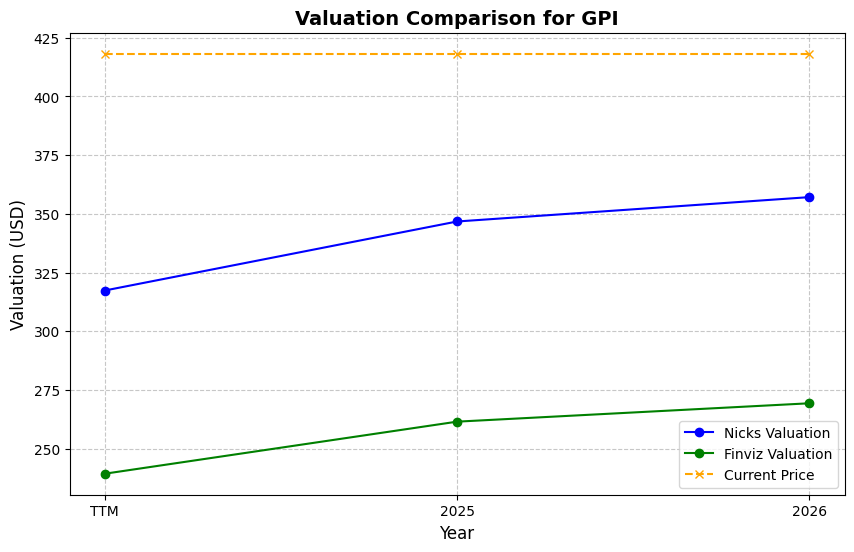 Valuation Comparison for GPI
425
400
375
350
325
300
275
250
Valuation (USD)
TTM
2025
2026
Year
Nicks Valuation
Finviz Valuation
Current Price